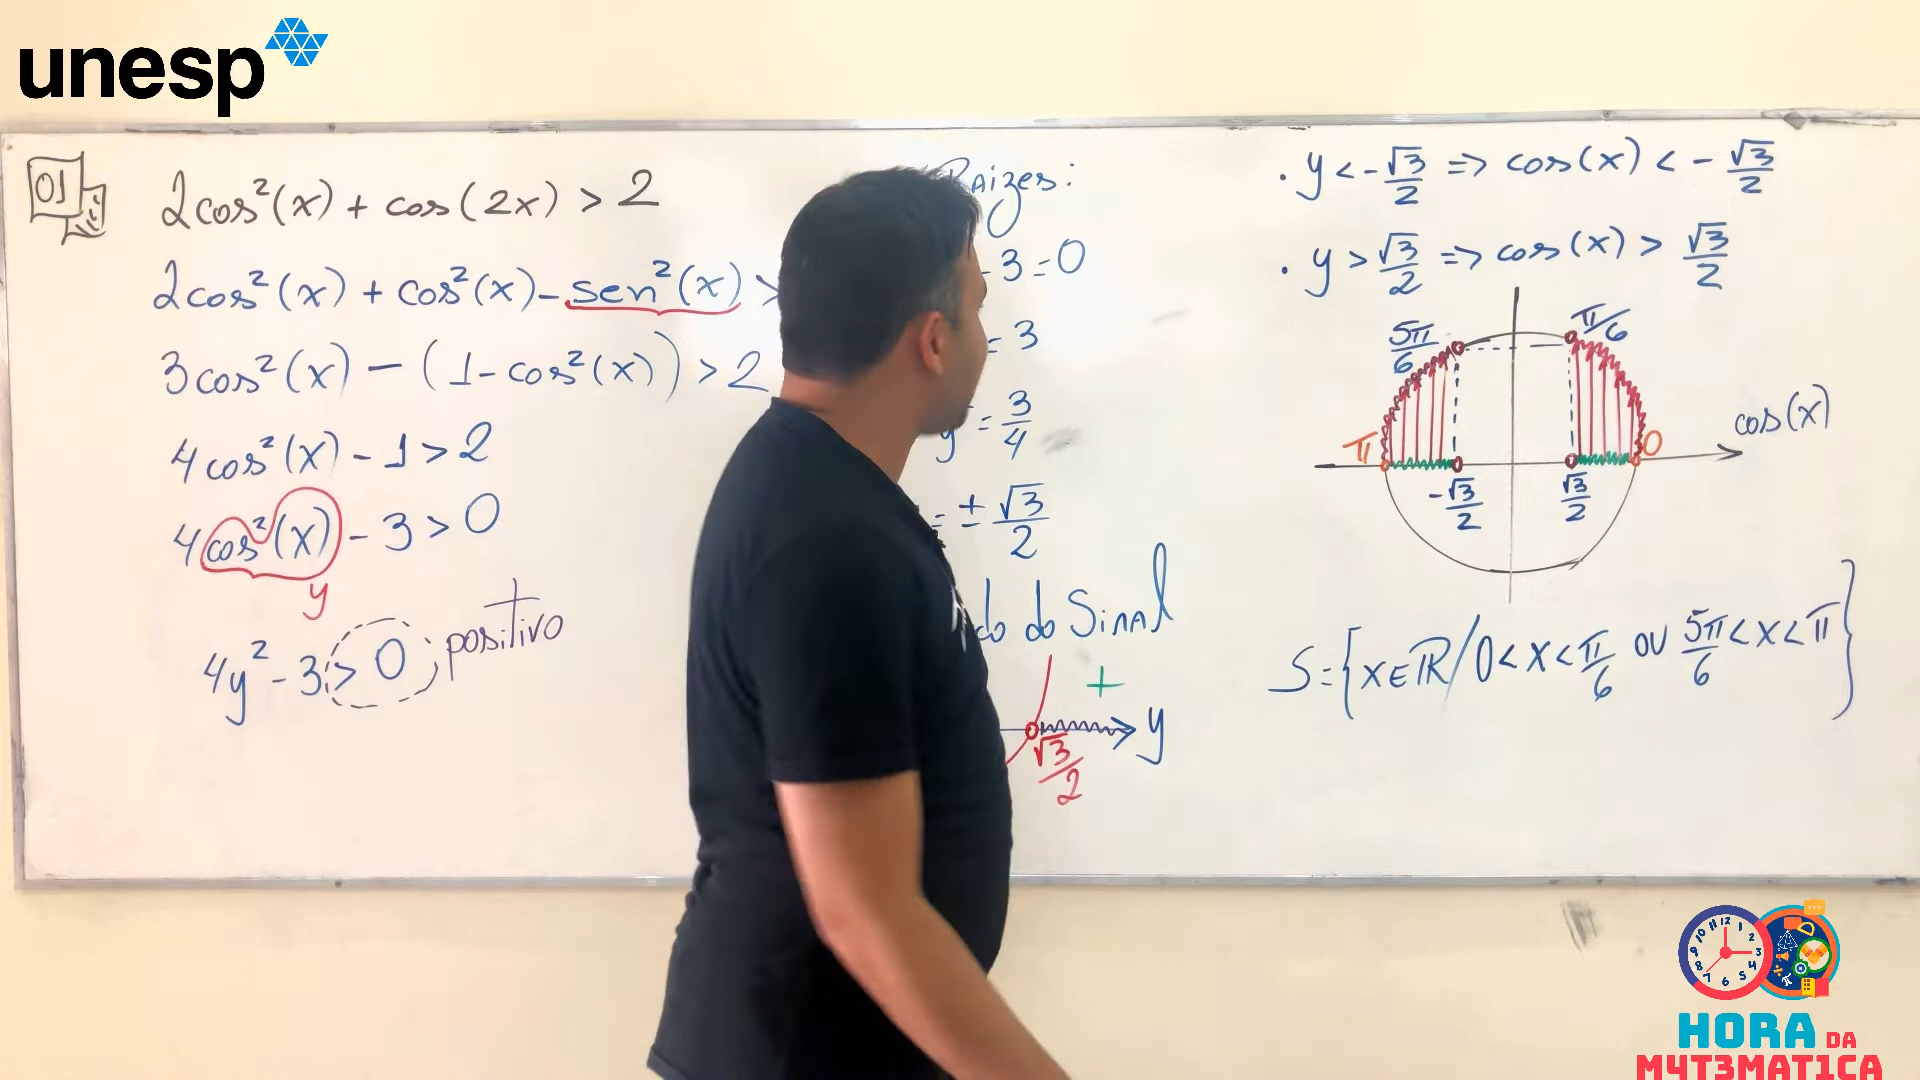 unesp
01
2cos²(x) + cos(2x) > 2
2cos²(x) + cos²(x) - sen²(x) >
3cos²(x) - (1 - cos²(x)) > 2
4cos²(x) - 1 > 2
4cos²(x) - 3 > 0
y
4y² - 3 > 0
positivo
Raizes:
- 3 = 0
= 3
= 3/4
= ± √3/2
do do Sinal
+
√3/2
y
· y < - √3/2 => cos(x) < - √3/2
· y > √3/2 => cos(x) > √3/2
5π/6
π/6
π
0
cos(x)
-√3/2
√3/2
S = {x ∈ R / 0 < x < π/6 OU 5π/6 < x < π}
HORA DA
M4T3M4T1CA